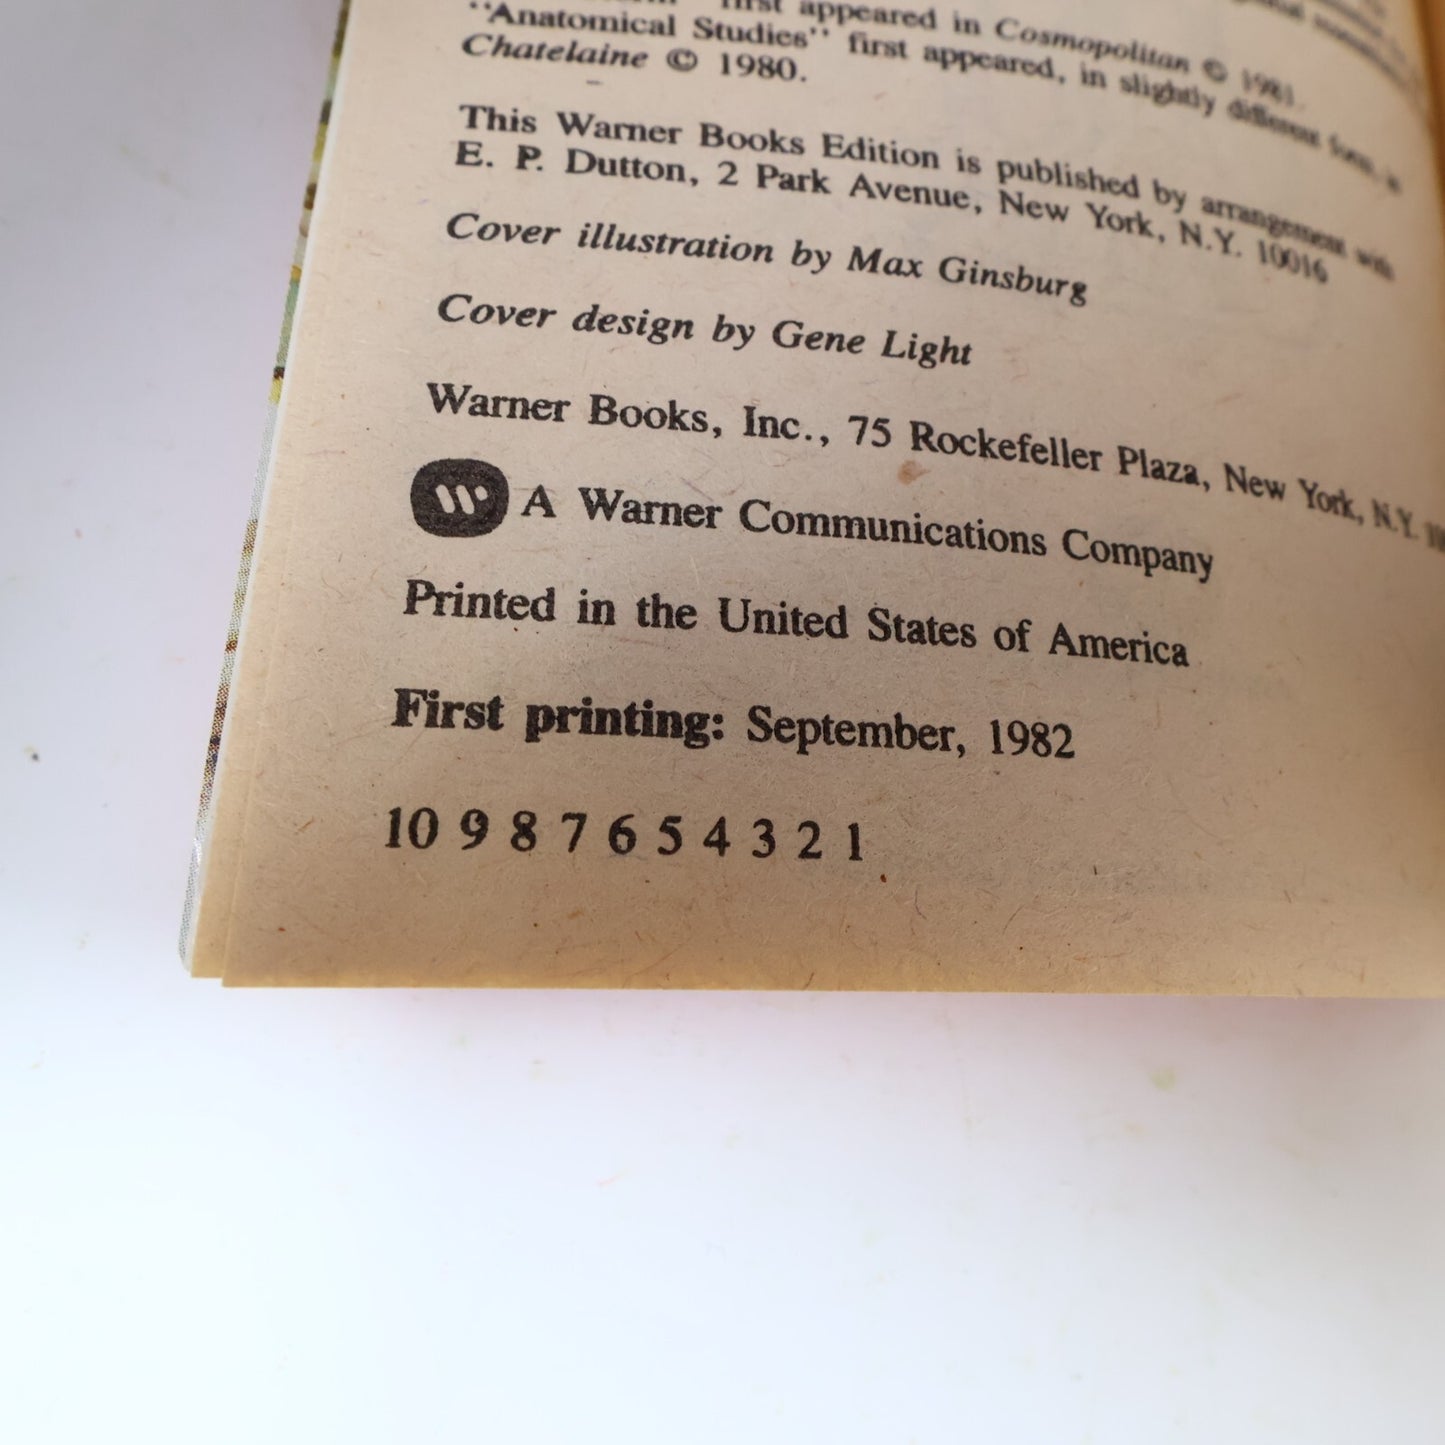 first appeared in Cosmopolitan © 1981.
"Anatomical Studies" first appeared, in slightly different form, in
Chatelaine © 1980.
This Warner Books Edition is published by arrangement with
E. P. Dutton, 2 Park Avenue, New York, N.Y. 10016
Cover illustration by Max Ginsburg
Cover design by Gene Light
Warner Books, Inc., 75 Rockefeller Plaza, New York, N.Y.
W A Warner Communications Company
Printed in the United States of America
First printing: September, 1982
10 9 8 7 6 5 4 3 2 1